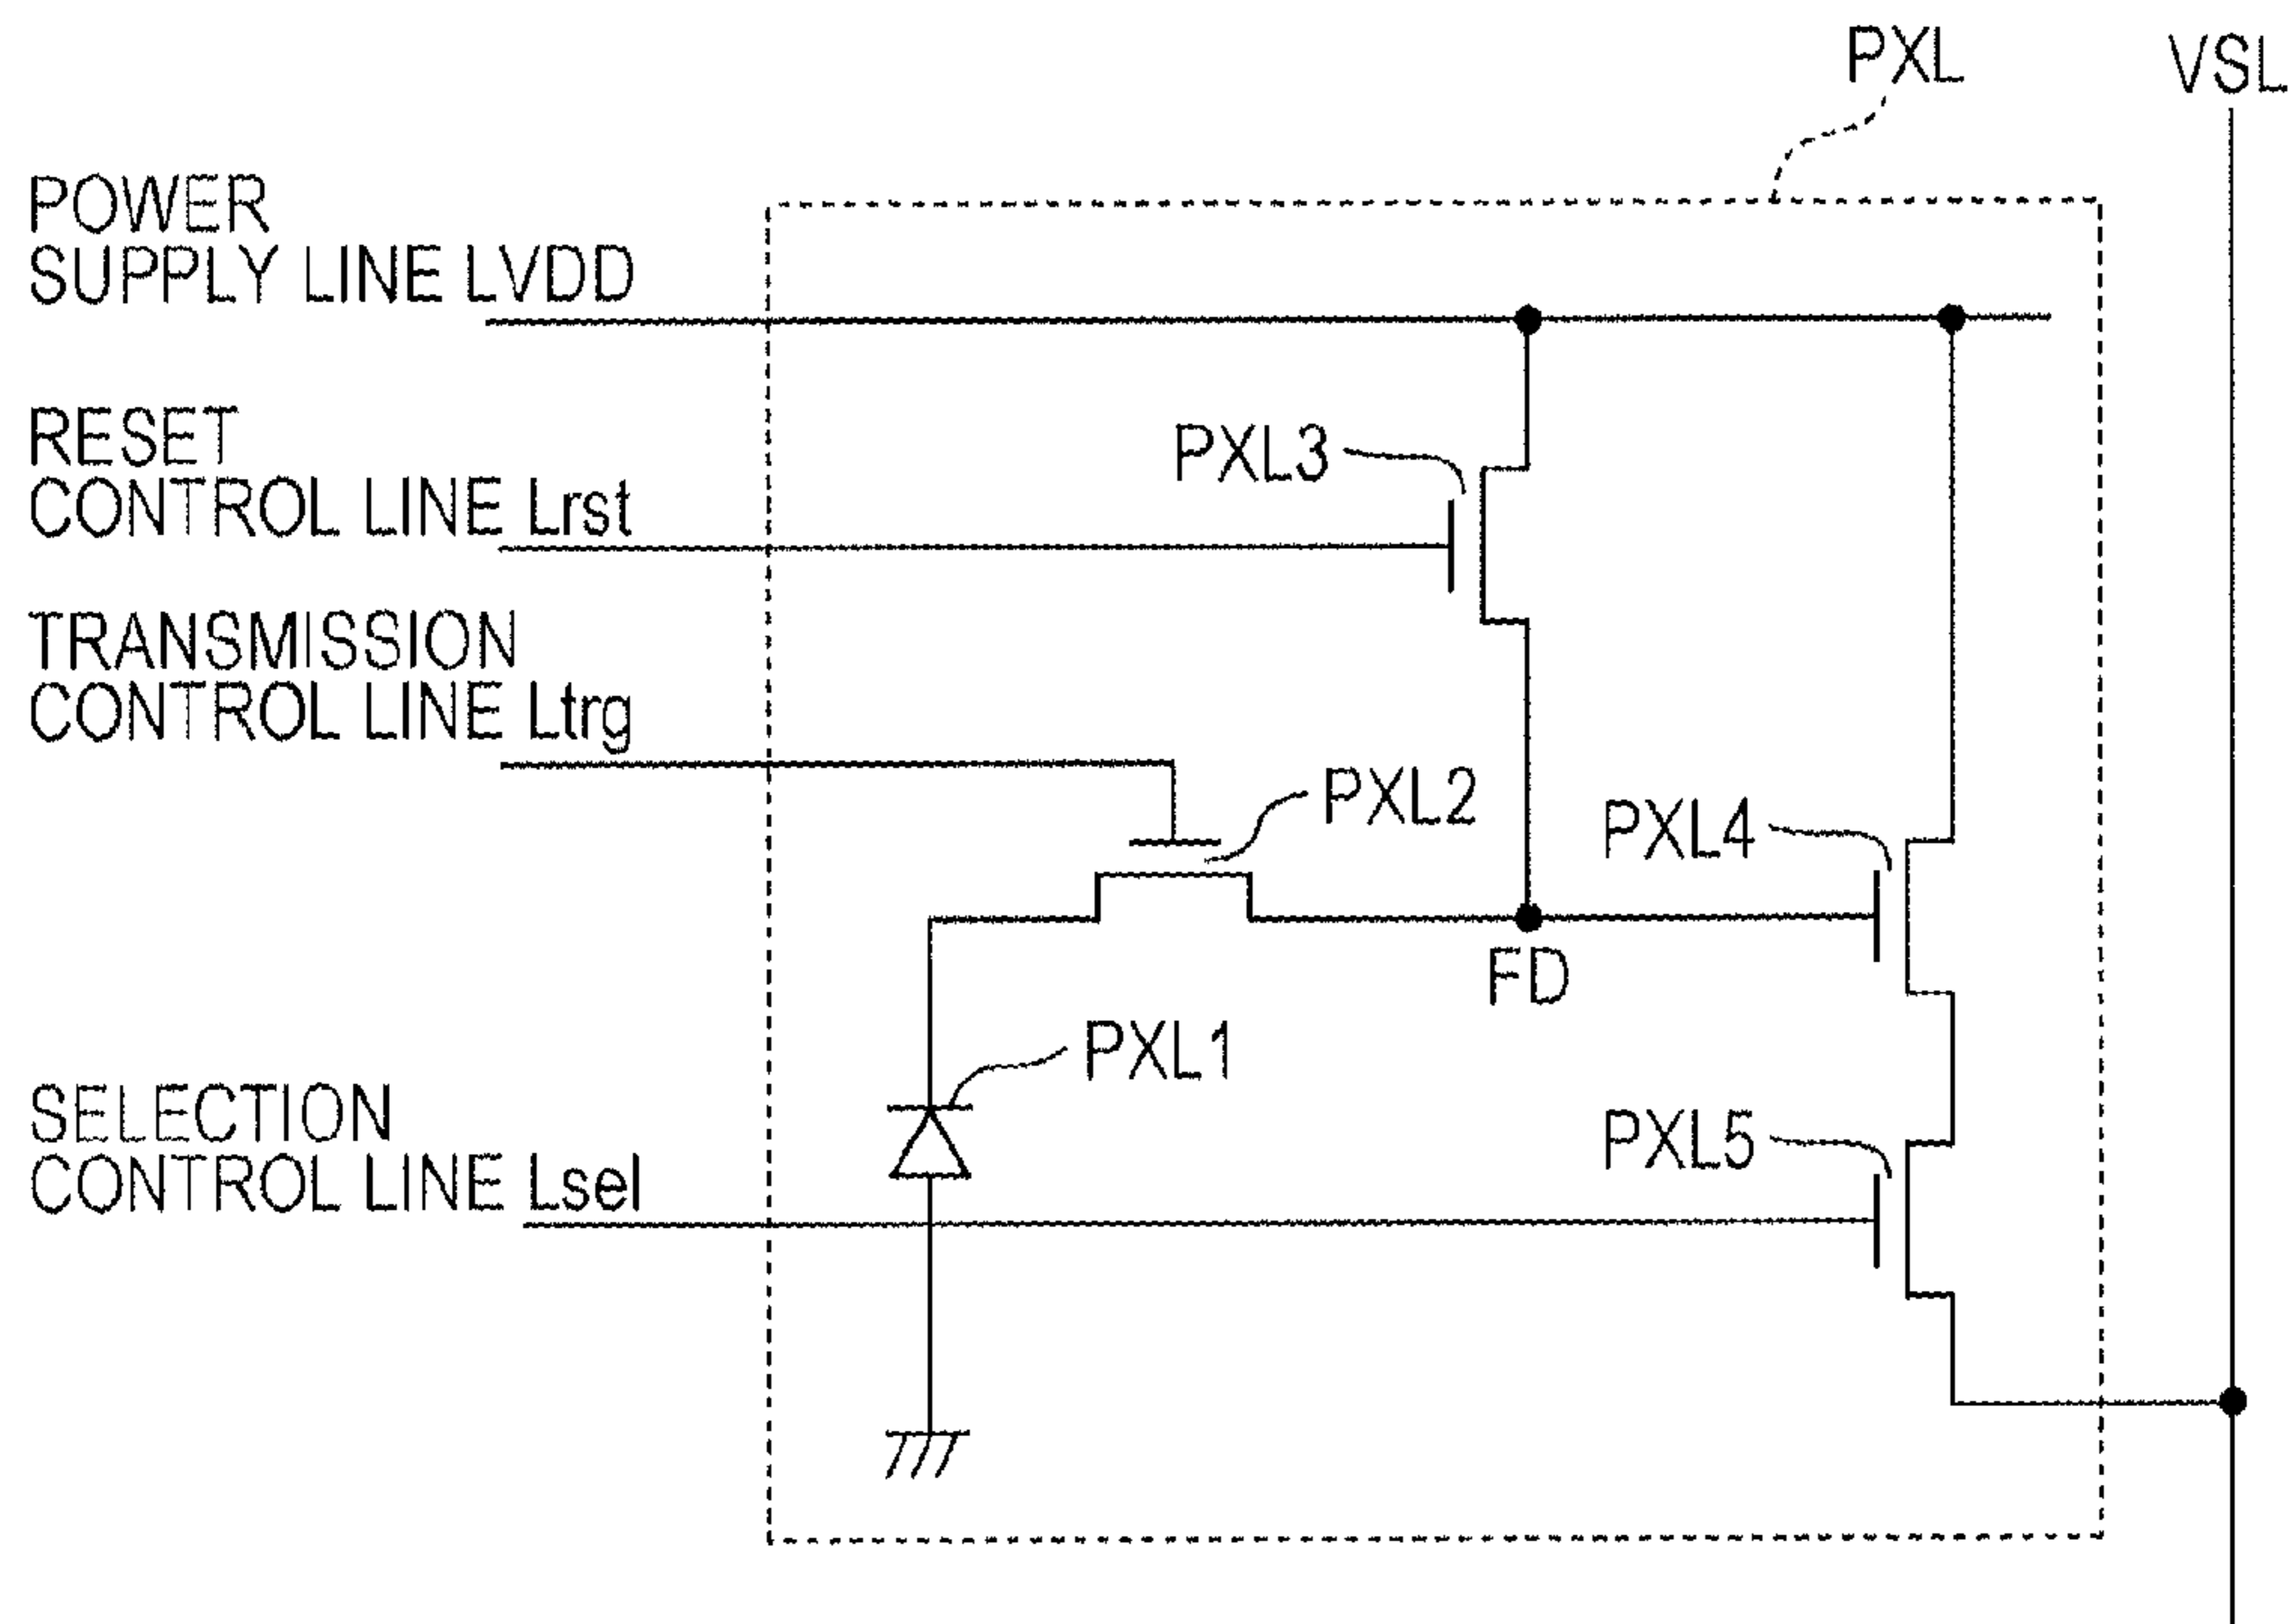 PXL
VSL
POWER
SUPPLY LINE LVDD
RESET
CONTROL LINE Lrst
PXL3
TRANSMISSION
CONTROL LINE Ltrg
PXL2
PXL4
FD
PXL1
SELECTION
CONTROL LINE Lsel
PXL5